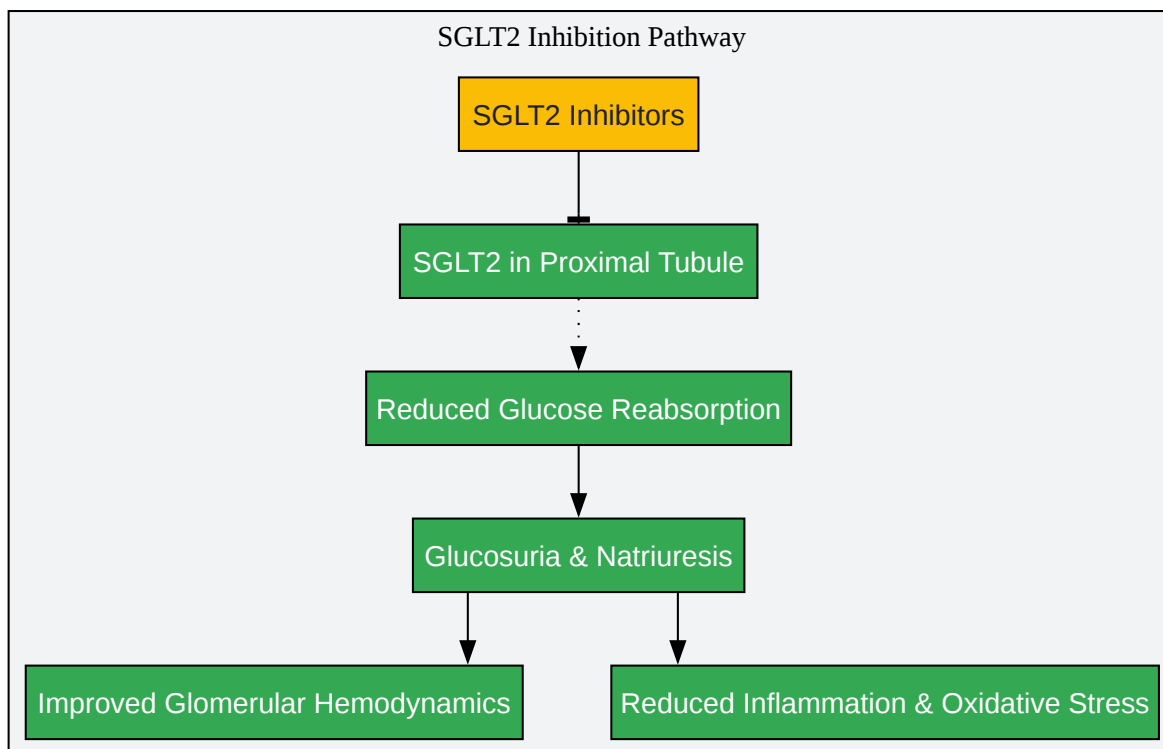 SGLT2 Inhibition Pathway
SGLT2 Inhibitors
SGLT2 in Proximal Tubule
Reduced Glucose Reabsorption
Glucosuria & Natriuresis
Improved Glomerular Hemodynamics
Reduced Inflammation & Oxidative Stress